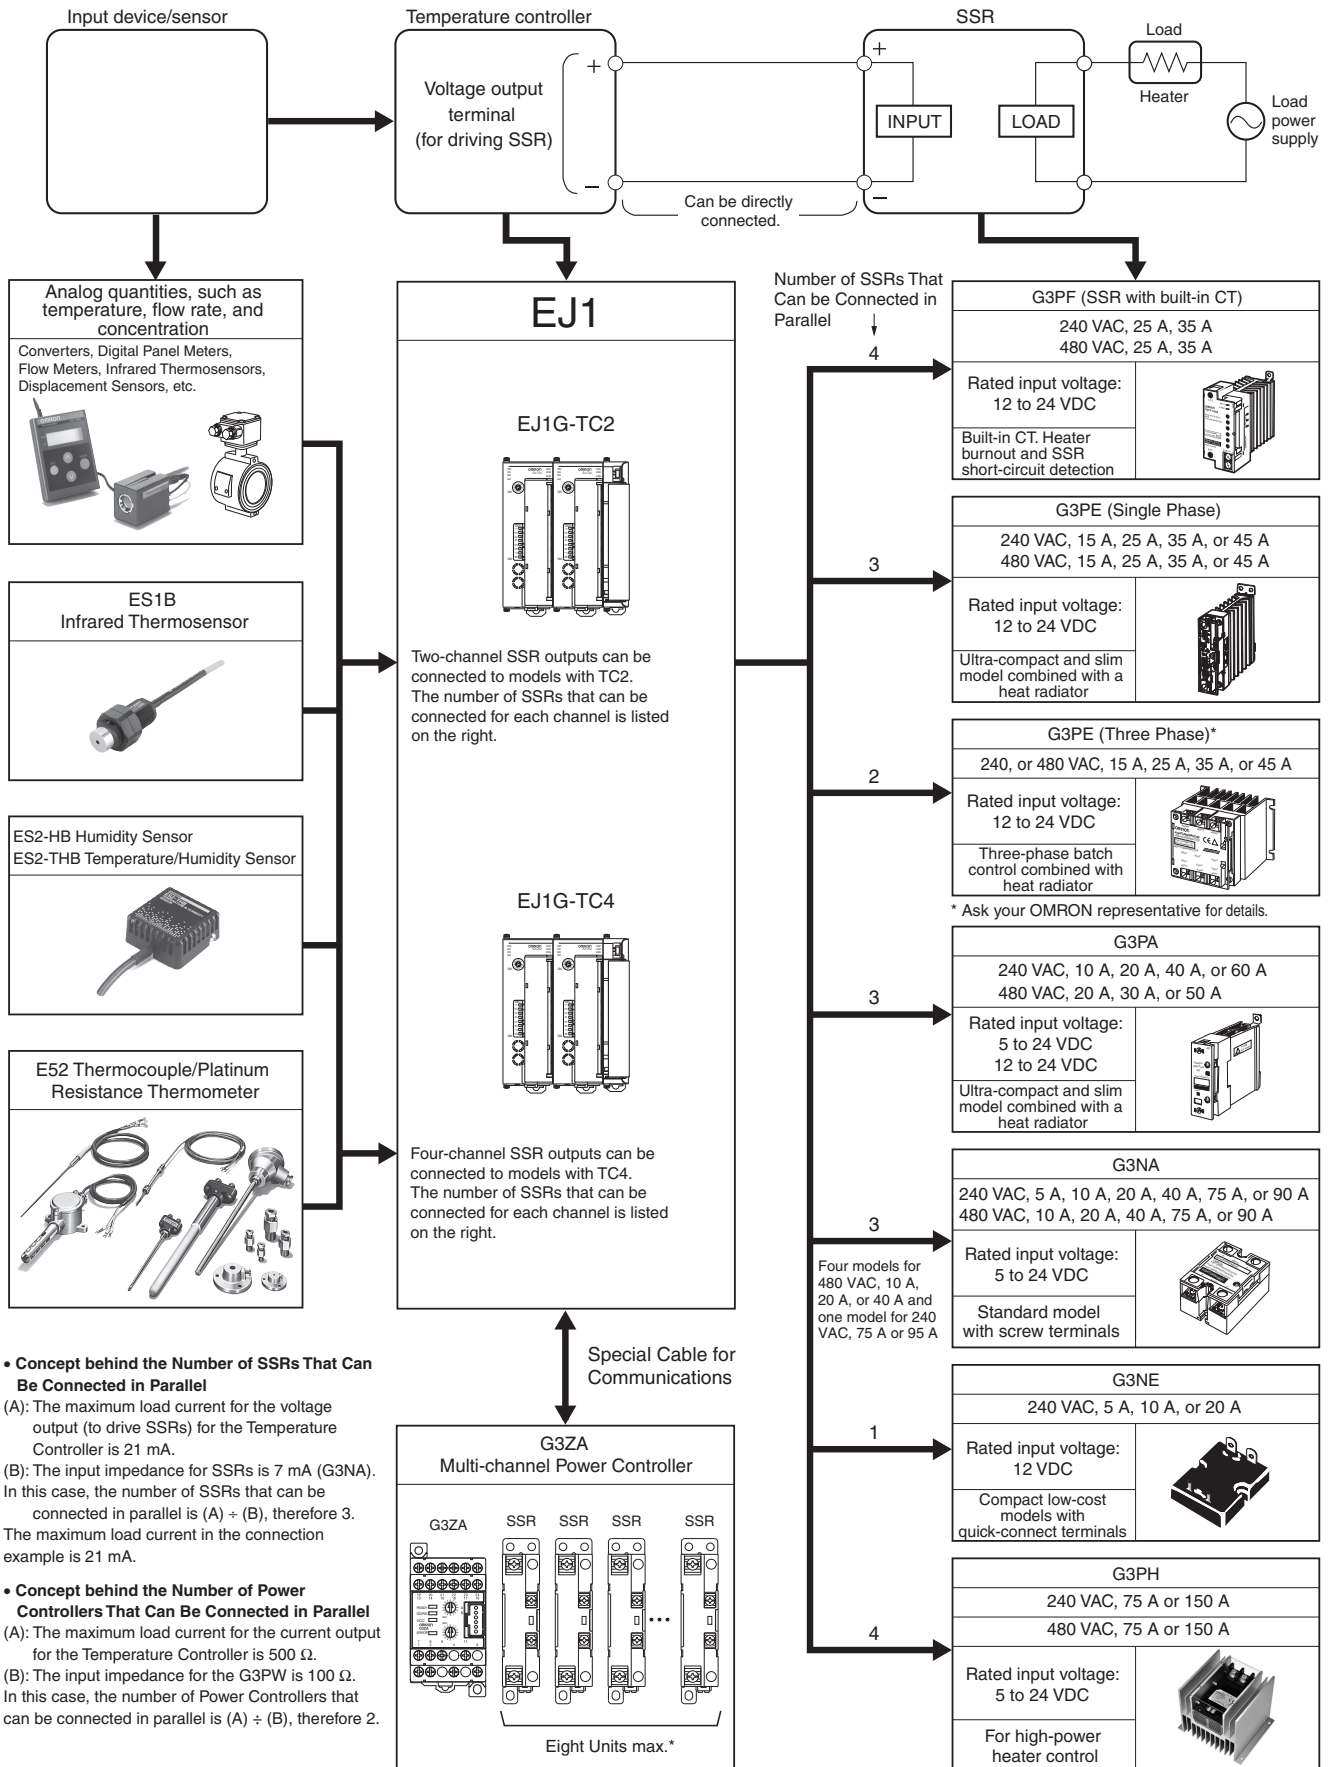 Input device/sensor
Temperature controller
SSR
Load
Heater
Load
power
supply
Voltage output
terminal
(for driving SSR)
+
−
+
−
INPUT
LOAD
Can be directly
connected.
Analog quantities, such as
temperature, flow rate, and
concentration
Converters, Digital Panel Meters,
Flow Meters, Infrared Thermosensors,
Displacement Sensors, etc.
ES1B
Infrared Thermosensor
ES2-HB Humidity Sensor
ES2-THB Temperature/Humidity Sensor
E52 Thermocouple/Platinum
Resistance Thermometer
EJ1
EJ1G-TC2
Two-channel SSR outputs can be
connected to models with TC2.
The number of SSRs that can be
connected for each channel is listed
on the right.
EJ1G-TC4
Four-channel SSR outputs can be
connected to models with TC4.
The number of SSRs that can be
connected for each channel is listed
on the right.
Special Cable for
Communications
G3ZA
Multi-channel Power Controller
G3ZA
SSR SSR SSR SSR
Eight Units max.*
Number of SSRs That
Can be Connected in
Parallel
4
G3PF (SSR with built-in CT)
240 VAC, 25 A, 35 A
480 VAC, 25 A, 35 A
Rated input voltage:
12 to 24 VDC
Built-in CT. Heater
burnout and SSR
short-circuit detection
3
G3PE (Single Phase)
240 VAC, 15 A, 25 A, 35 A, or 45 A
480 VAC, 15 A, 25 A, 35 A, or 45 A
Rated input voltage:
12 to 24 VDC
Ultra-compact and slim
model combined with a
heat radiator
2
G3PE (Three Phase)*
240, or 480 VAC, 15 A, 25 A, 35 A, or 45 A
Rated input voltage:
12 to 24 VDC
Three-phase batch
control combined with
heat radiator
* Ask your OMRON representative for details.
3
G3PA
240 VAC, 10 A, 20 A, 40 A, or 60 A
480 VAC, 20 A, 30 A, or 50 A
Rated input voltage:
5 to 24 VDC
12 to 24 VDC
Ultra-compact and slim
model combined with a
heat radiator
3
Four models for
480 VAC, 10 A,
20 A, or 40 A and
one model for 240
VAC, 75 A or 95 A
G3NA
240 VAC, 5 A, 10 A, 20 A, 40 A, 75 A, or 90 A
480 VAC, 10 A, 20 A, 40 A, 75 A, or 90 A
Rated input voltage:
5 to 24 VDC
Standard model
with screw terminals
1
G3NE
240 VAC, 5 A, 10 A, or 20 A
Rated input voltage:
12 VDC
Compact low-cost
models with
quick-connect terminals
4
G3PH
240 VAC, 75 A or 150 A
480 VAC, 75 A or 150 A
Rated input voltage:
5 to 24 VDC
For high-power
heater control
• Concept behind the Number of SSRs That Can
Be Connected in Parallel
(A): The maximum load current for the voltage
output (to drive SSRs) for the Temperature
Controller is 21 mA.
(B): The input impedance for SSRs is 7 mA (G3NA).
In this case, the number of SSRs that can be
connected in parallel is (A) ÷ (B), therefore 3.
The maximum load current in the connection
example is 21 mA.
• Concept behind the Number of Power
Controllers That Can Be Connected in Parallel
(A): The maximum load current for the current output
for the Temperature Controller is 500 Ω.
(B): The input impedance for the G3PW is 100 Ω.
In this case, the number of Power Controllers that
can be connected in parallel is (A) ÷ (B), therefore 2.